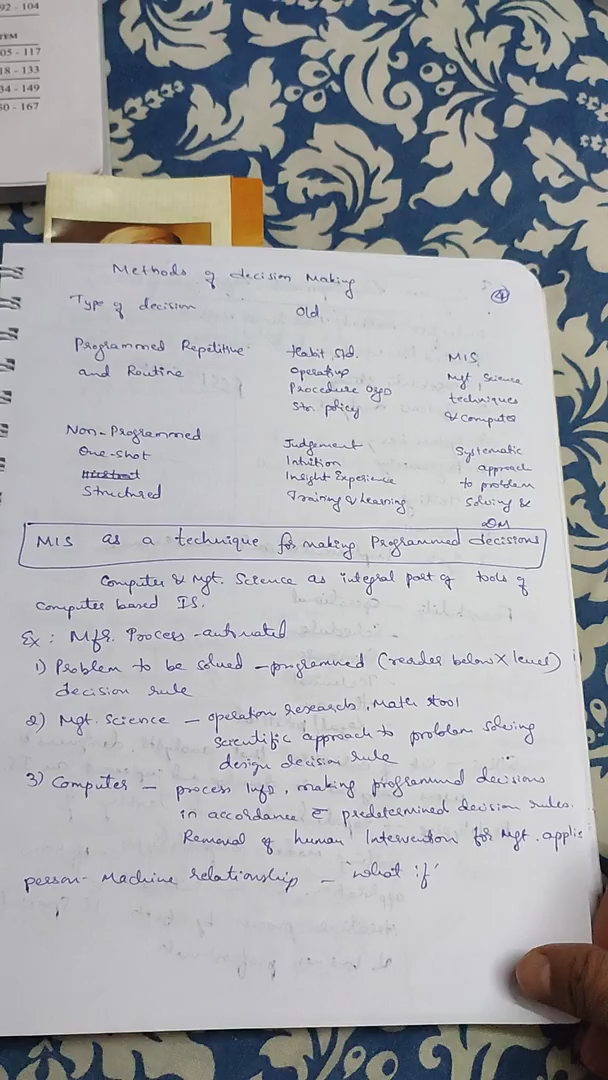 92 - 104
TEM
05 - 117
18 - 133
34 - 149
50 - 167
Methods of decision Making
4
Type of decision Old
Programmed Repetitive Habit, Std. MIS
and Routine Operating Mgt. Science
Procedure techniques
policy & computer
Non-Programmed Judgement Systematic
One-shot Intuition approach
Insight Experience to problem
Structured Training & Learning Solving &
DM
MIS as a technique for making Programmed decisions
Computer & Mgt. Science as integral part of tools of
Computer based IS.
Ex: Mfg. Process - automated
1) Problem to be solved - programmed (reader below X level)
decision rule
2) Mgt. Science - operation research, Math tool
scientific approach to problem solving
design decision rule
3) Computer - process Info, making programmed decisions
in accordance c̄ predetermined decision rules.
Removal of human Intervention for Mgt. applic
person- Machine relationship - 'what if'